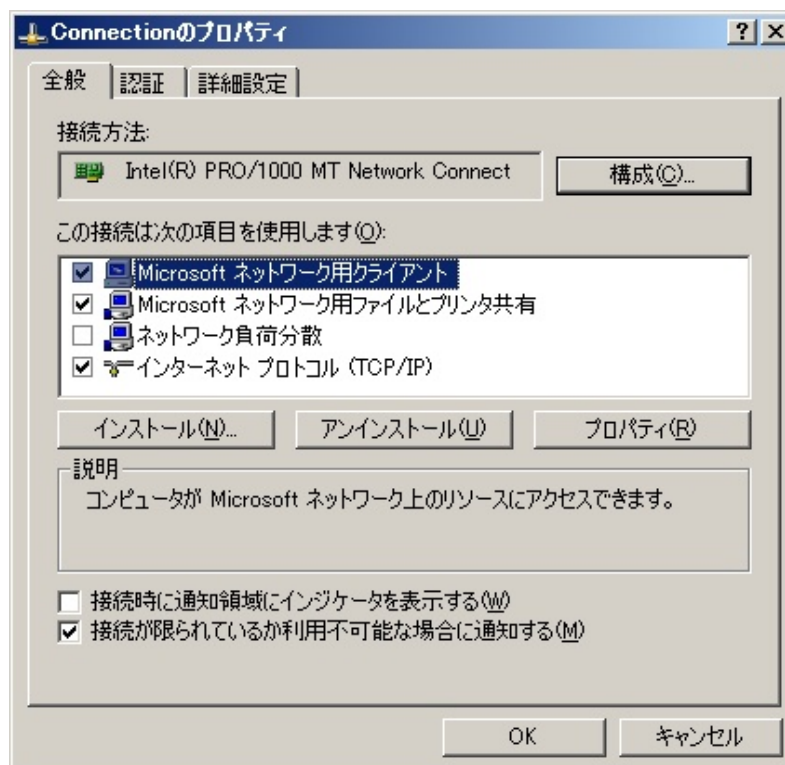 Connectionのプロパティ
全般 認証 詳細設定
接続方法:
Intel(R) PRO/1000 MT Network Connect 構成(C)...
この接続は次の項目を使用します(O):
Microsoft ネットワーク用クライアント
Microsoft ネットワーク用ファイルとプリンタ共有
ネットワーク負荷分散
インターネット プロトコル (TCP/IP)
インストール(N)... アンインストール(U) プロパティ(R)
説明
コンピュータが Microsoft ネットワーク上のリソースにアクセスできます。
接続時に通知領域にインジケータを表示する(W)
接続が限られているか利用不可能な場合に通知する(M)
OK キャンセル